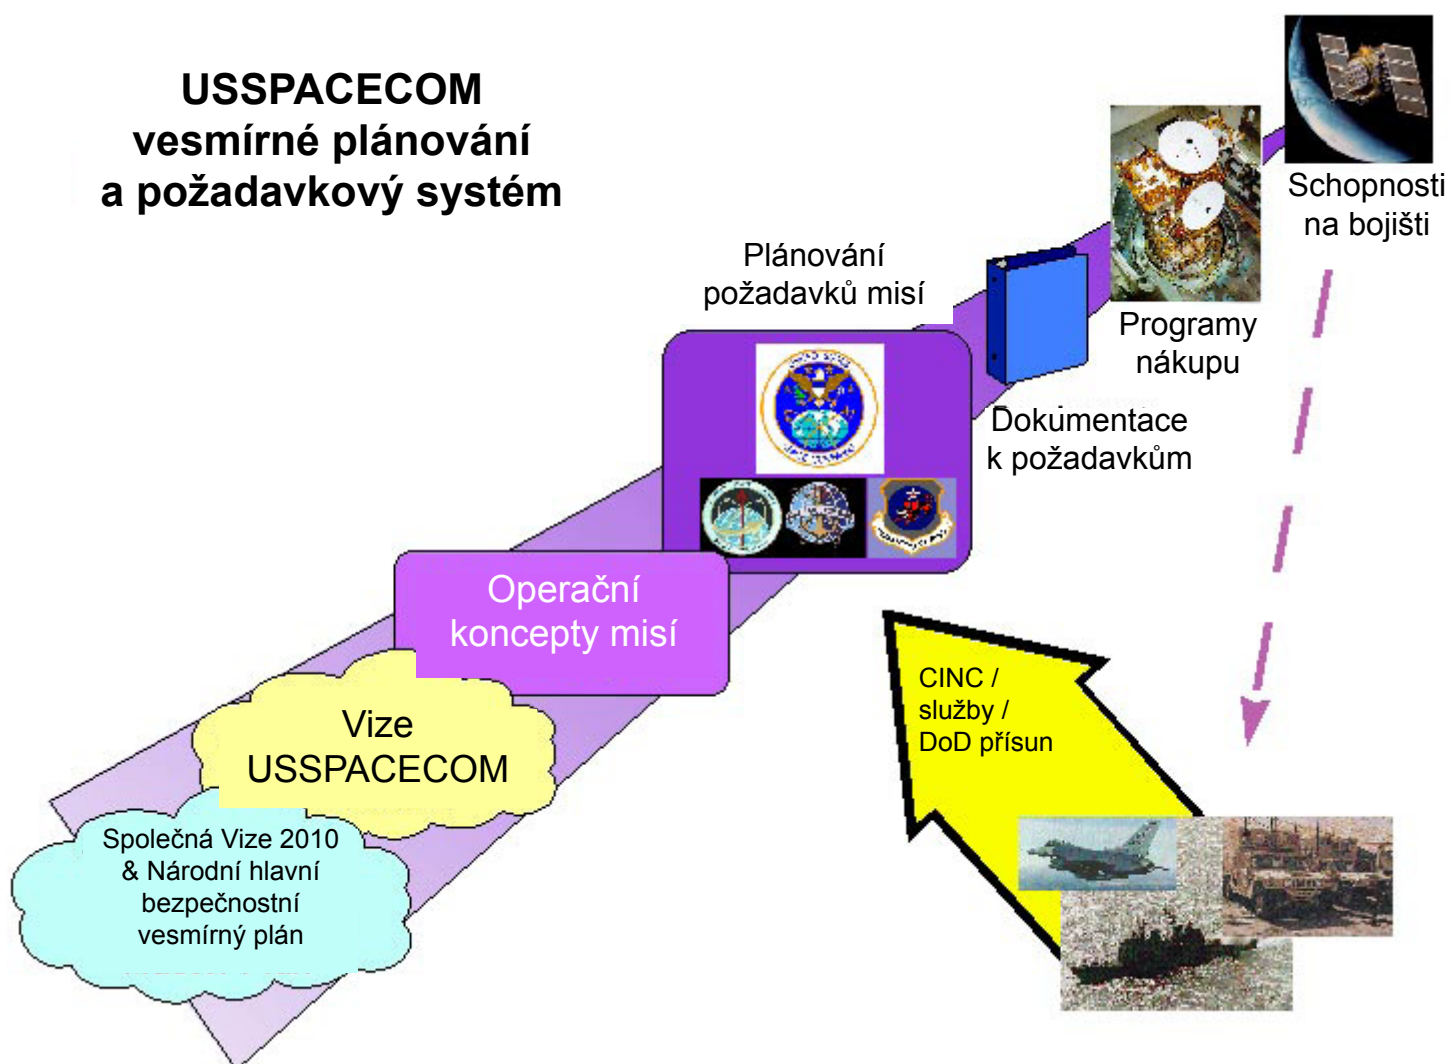 USSPACECOM
vesmírné plánování
a požadavkový systém
Schopnosti
na bojišti
Plánování
požadavků misí
Programy
nákupu
Dokumentace
k požadavkům
Operační
koncepty misí
CINC /
služby /
DoD přísun
Vize
USSPACECOM
Společná Vize 2010
& Národní hlavní
bezpečnostní
vesmírný plán